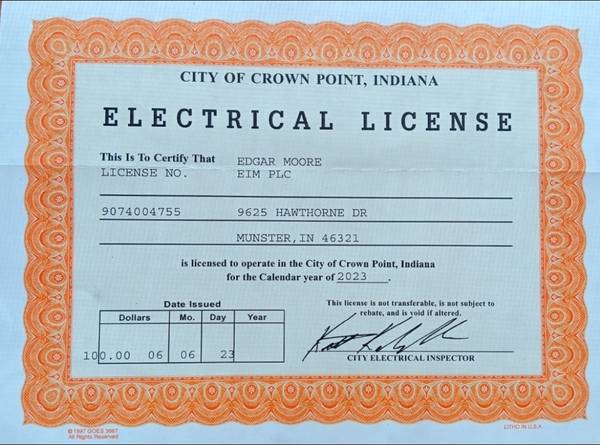 CITY OF CROWN POINT, INDIANA
ELECTRICAL LICENSE
This Is To Certify That EDGAR MOORE
LICENSE NO. EIM PLC
9074004755 9625 HAWTHORNE DR
MUNSTER, IN 46321
is licensed to operate in the City of Crown Point, Indiana
for the Calendar year of 2023.
Date Issued
Dollars Mo. Day Year
100.00 06 06 23
This license is not transferable, is not subject to
rebate, and is void if altered.
CITY ELECTRICAL INSPECTOR
© 1997 GOES 3667
All Rights Reserved
LITHO IN U.S.A.